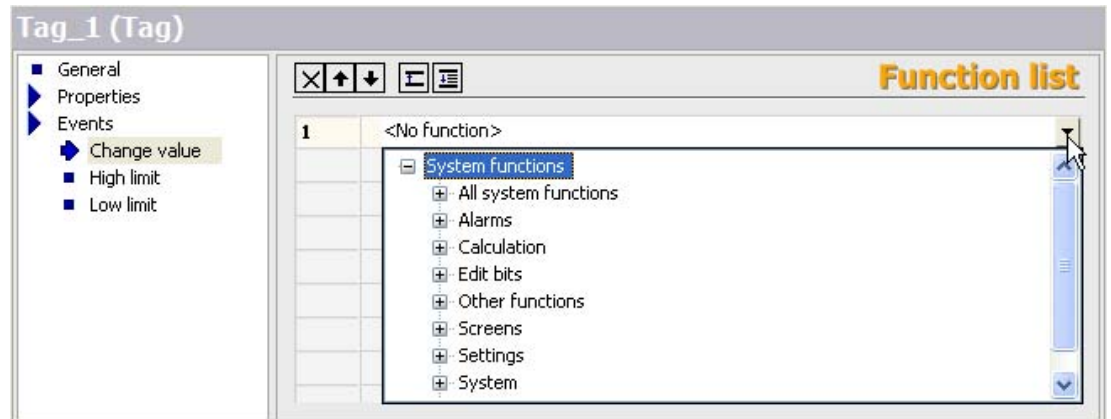 Tag_1 (Tag)
General
Properties
Events
Change value
High limit
Low limit
Function list
1 <No function>
System functions
All system functions
Alarms
Calculation
Edit bits
Other functions
Screens
Settings
System